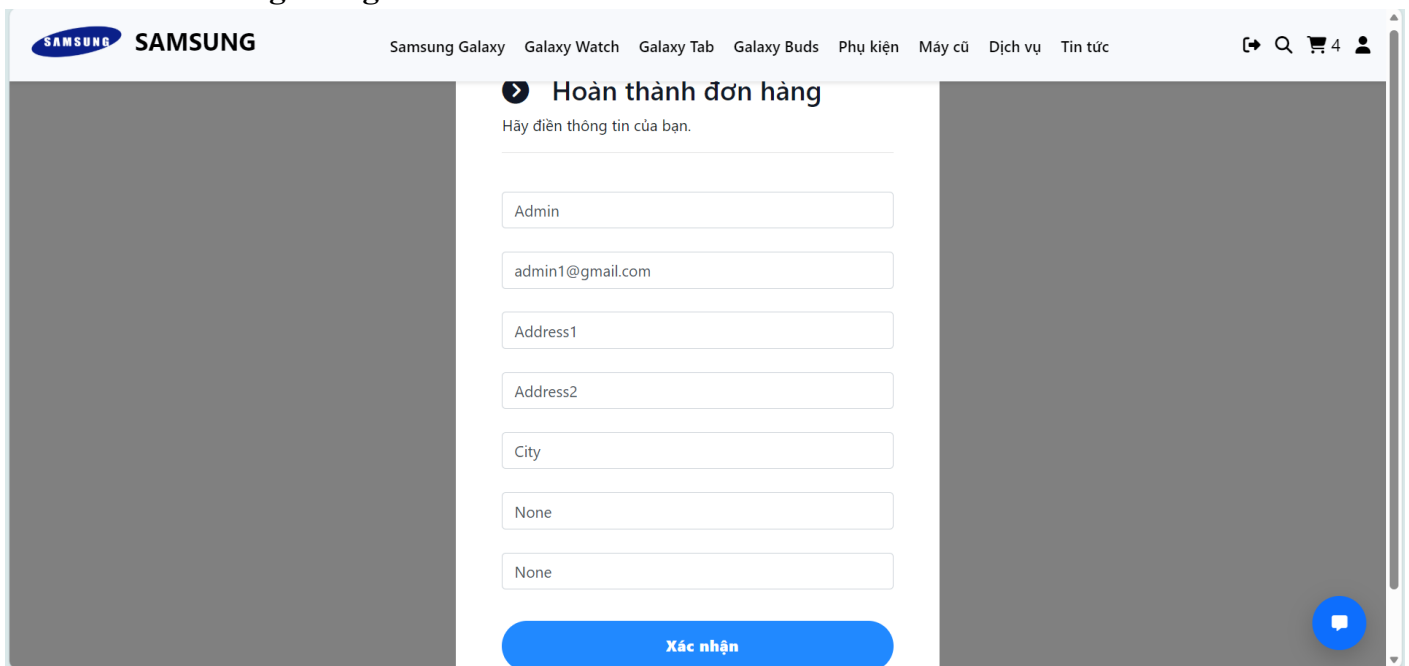 SAMSUNG SAMSUNG Samsung Galaxy Galaxy Watch Galaxy Tab Galaxy Buds Phụ kiện Máy cũ Dịch vụ Tin tức 4
Hoàn thành đơn hàng
Hãy điền thông tin của bạn.
Admin
admin1@gmail.com
Address1
Address2
City
None
None
Xác nhận